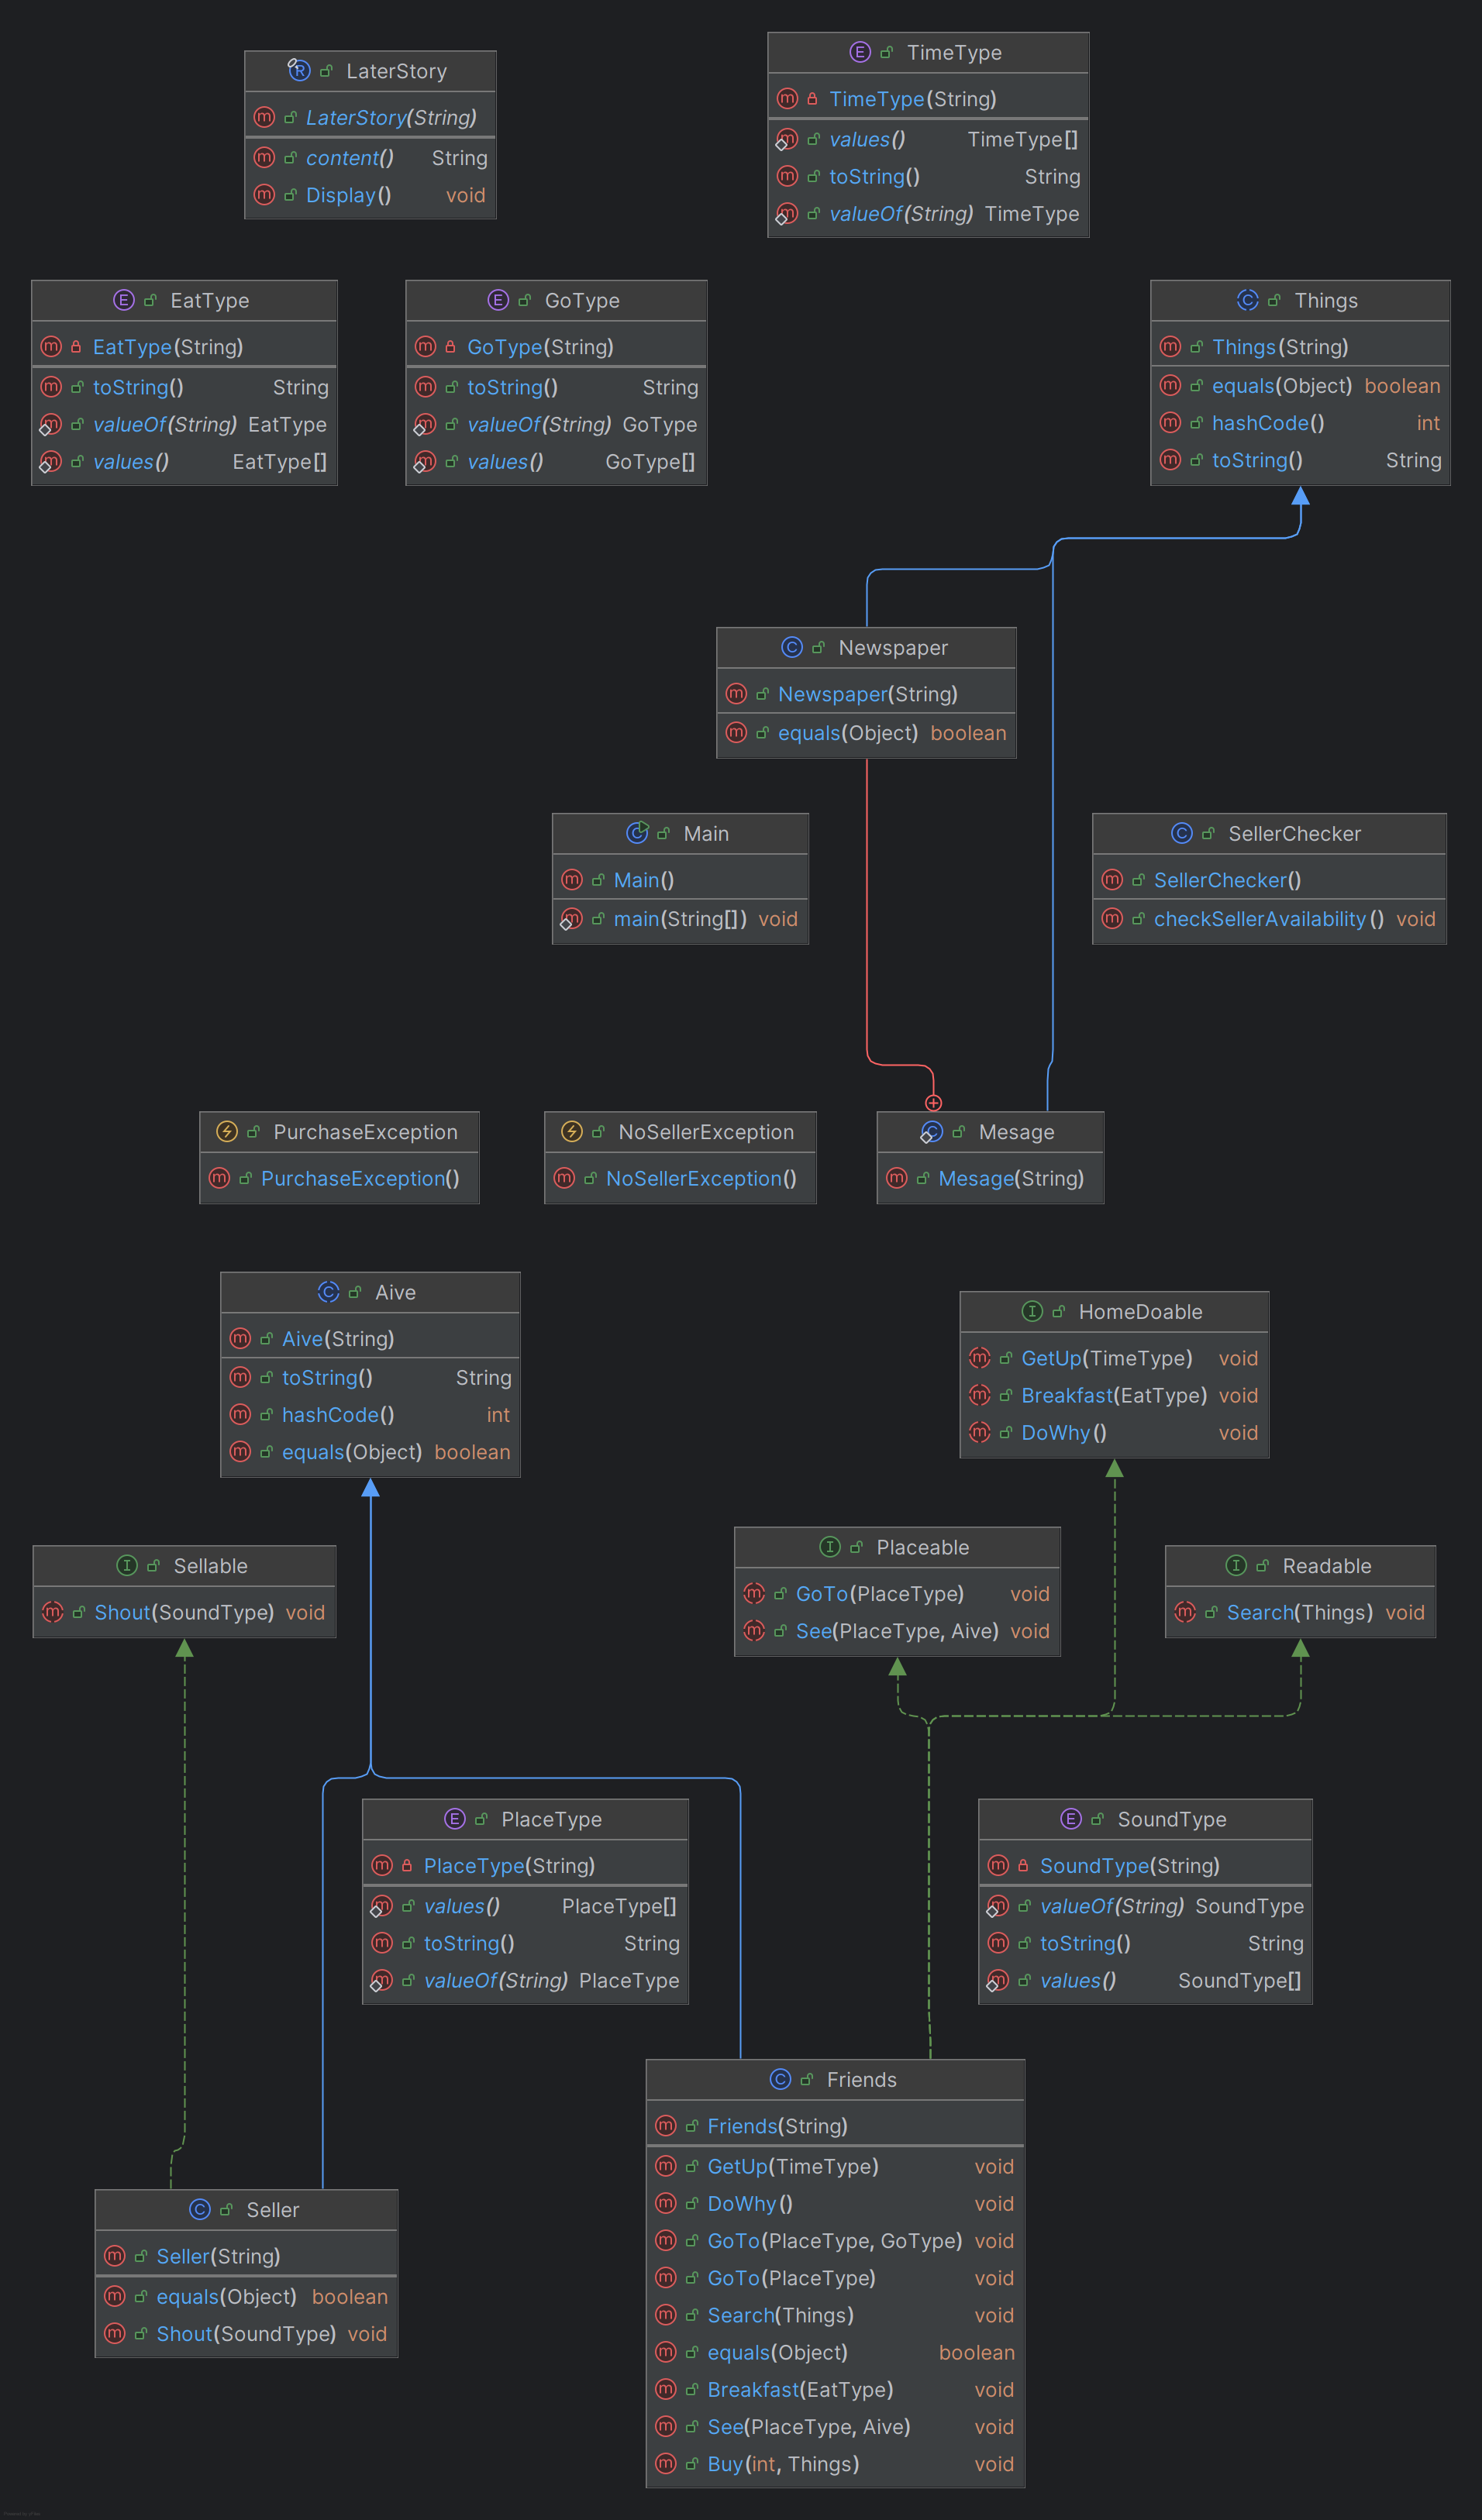 LaterStory
LaterStory(String)
content() String
Display() void
TimeType
TimeType(String)
values() TimeType[]
toString() String
valueOf(String) TimeType
EatType
EatType(String)
toString() String
valueOf(String) EatType
values() EatType[]
GoType
GoType(String)
toString() String
valueOf(String) GoType
values() GoType[]
Things
Things(String)
equals(Object) boolean
hashCode() int
toString() String
Newspaper
Newspaper(String)
equals(Object) boolean
Main
Main()
main(String[]) void
SellerChecker
SellerChecker()
checkSellerAvailability() void
PurchaseException
PurchaseException()
NoSellerException
NoSellerException()
Mesage
Mesage(String)
Aive
Aive(String)
toString() String
hashCode() int
equals(Object) boolean
HomeDoable
GetUp(TimeType) void
Breakfast(EatType) void
DoWhy() void
Sellable
Shout(SoundType) void
Placeable
GoTo(PlaceType) void
See(PlaceType, Aive) void
Readable
Search(Things) void
PlaceType
PlaceType(String)
values() PlaceType[]
toString() String
valueOf(String) PlaceType
SoundType
SoundType(String)
valueOf(String) SoundType
toString() String
values() SoundType[]
Seller
Seller(String)
equals(Object) boolean
Shout(SoundType) void
Friends
Friends(String)
GetUp(TimeType) void
DoWhy() void
GoTo(PlaceType, GoType) void
GoTo(PlaceType) void
Search(Things) void
equals(Object) boolean
Breakfast(EatType) void
See(PlaceType, Aive) void
Buy(int, Things) void